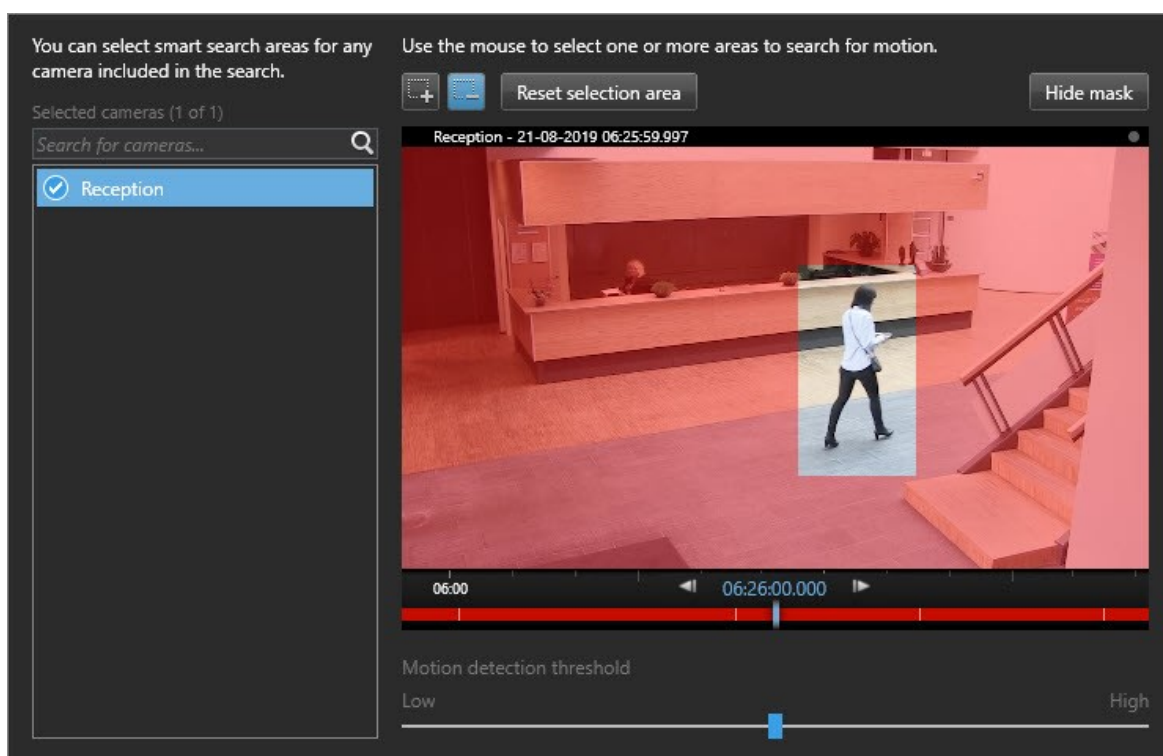 You can select smart search areas for any
camera included in the search.
Selected cameras (1 of 1)
Search for cameras...
Reception
Use the mouse to select one or more areas to search for motion.
Reset selection area
Hide mask
Reception - 21-08-2019 06:25:59.997
06:00
06:26:00.000
Motion detection threshold
Low
High